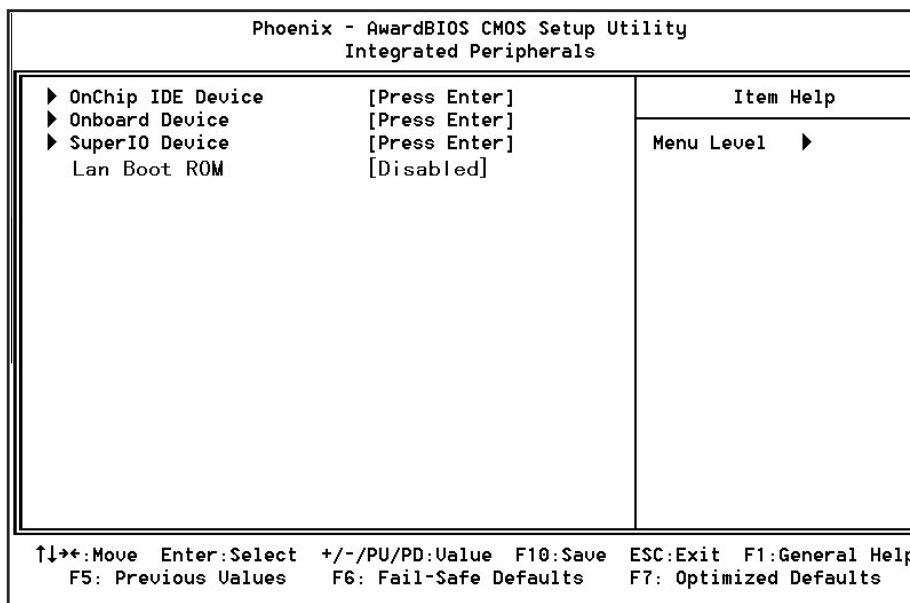 Phoenix - AwardBIOS CMOS Setup Utility
Integrated Peripherals
▶ OnChip IDE Device [Press Enter]
▶ Onboard Device [Press Enter]
▶ SuperIO Device [Press Enter]
Lan Boot ROM [Disabled]
Item Help
Menu Level ▶
↑↓→←:Move Enter:Select +/-/PU/PD:Value F10:Save ESC:Exit F1:General Help
F5: Previous Values F6: Fail-Safe Defaults F7: Optimized Defaults